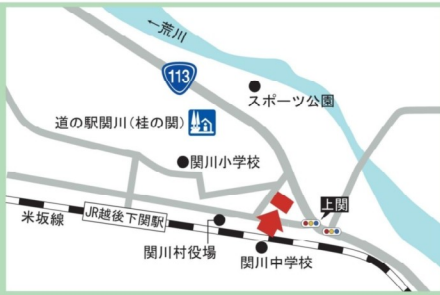 ←荒川
113
スポーツ公園
道の駅関川(桂の関)
関川小学校
上関
米坂線
JR越後下関駅
関川村役場
関川中学校